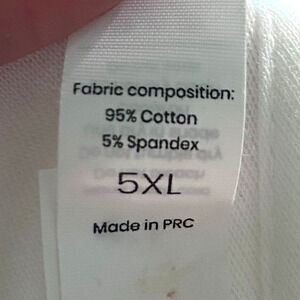 Fabric composition:
95% Cotton
5% Spandex
5XL
Made in PRC